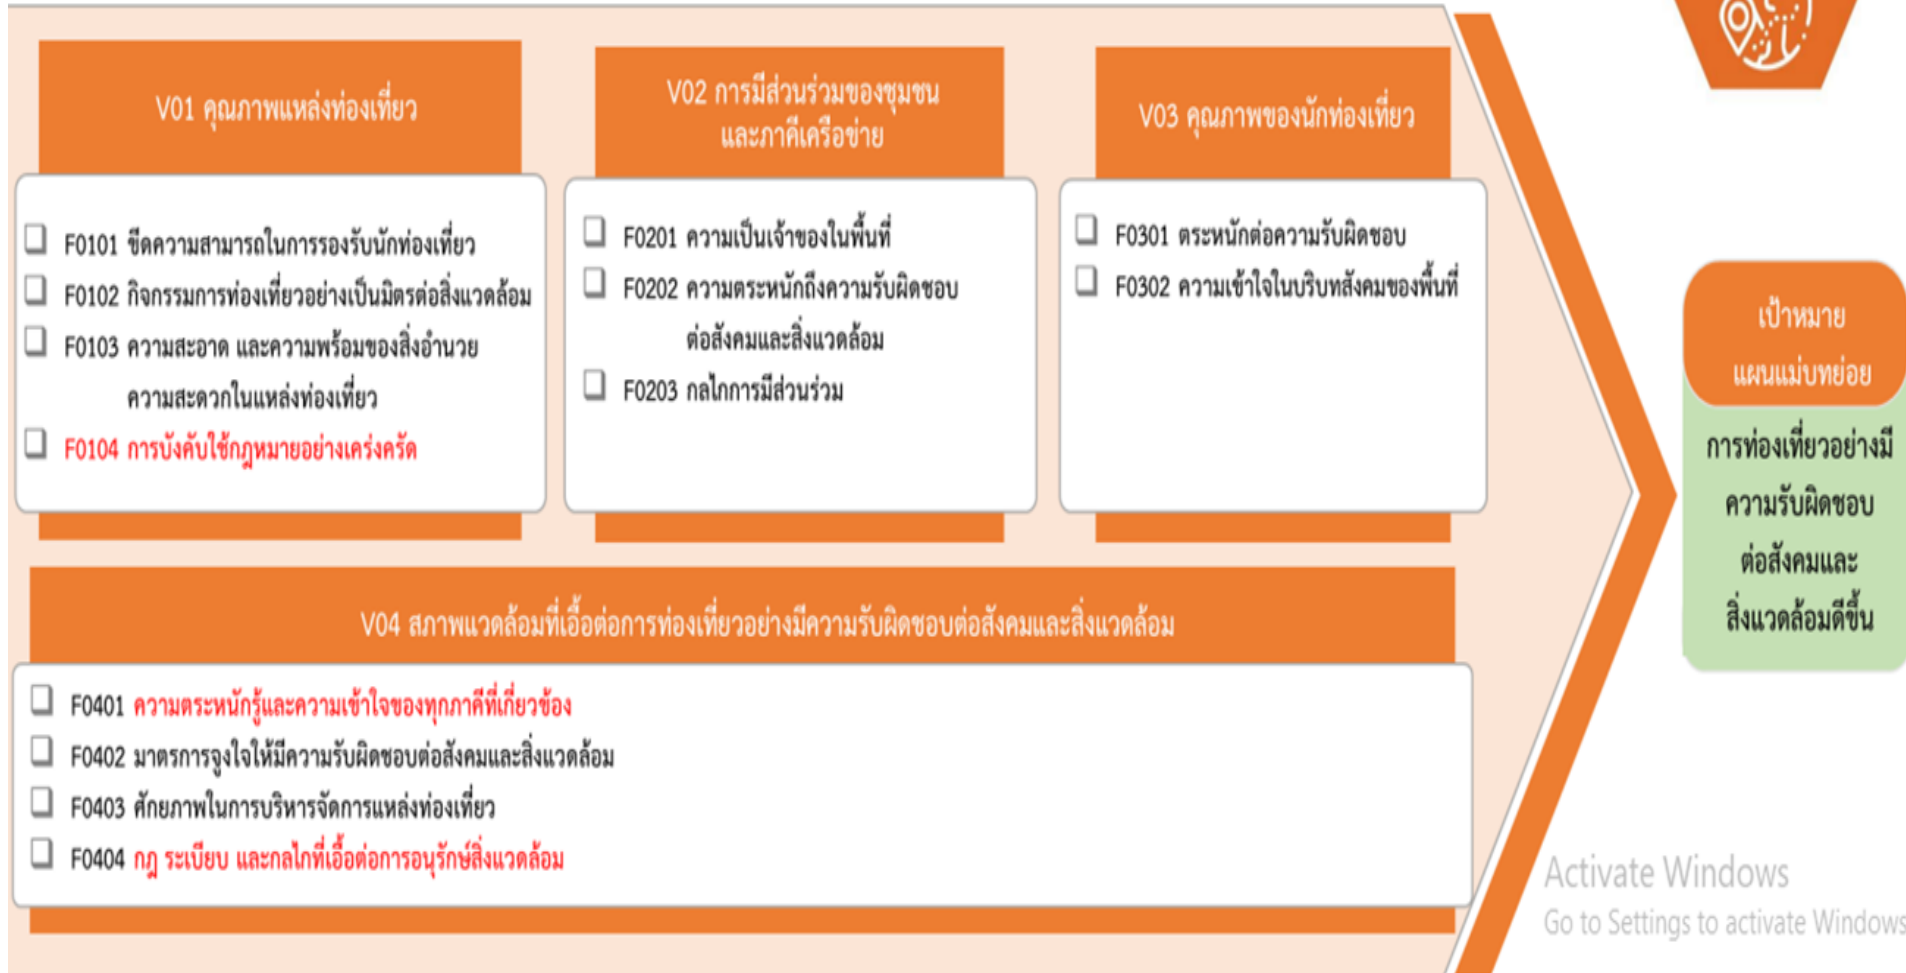 V01 คุณภาพแหล่งท่องเที่ยว
F0101 ขีดความสามารถในการรองรับนักท่องเที่ยว
F0102 กิจกรรมการท่องเที่ยวอย่างเป็นมิตรต่อสิ่งแวดล้อม
F0103 ความสะอาด และความพร้อมของสิ่งอำนวย
ความสะดวกในแหล่งท่องเที่ยว
F0104 การบังคับใช้กฎหมายอย่างเคร่งครัด
V02 การมีส่วนร่วมของชุมชน
และภาคีเครือข่าย
F0201 ความเป็นเจ้าของในพื้นที่
F0202 ความตระหนักถึงความรับผิดชอบ
ต่อสังคมและสิ่งแวดล้อม
F0203 กลไกการมีส่วนร่วม
V03 คุณภาพของนักท่องเที่ยว
F0301 ตระหนักต่อความรับผิดชอบ
F0302 ความเข้าใจในบริบทสังคมของพื้นที่
V04 สภาพแวดล้อมที่เอื้อต่อการท่องเที่ยวอย่างมีความรับผิดชอบต่อสังคมและสิ่งแวดล้อม
F0401 ความตระหนักรู้และความเข้าใจของทุกภาคีที่เกี่ยวข้อง
F0402 มาตรการจูงใจให้มีความรับผิดชอบต่อสังคมและสิ่งแวดล้อม
F0403 ศักยภาพในการบริหารจัดการแหล่งท่องเที่ยว
F0404 กฎ ระเบียบ และกลไกที่เอื้อต่อการอนุรักษ์สิ่งแวดล้อม
เป้าหมาย
แผนแม่บทย่อย
การท่องเที่ยวอย่างมี
ความรับผิดชอบ
ต่อสังคมและ
สิ่งแวดล้อมดีขึ้น
Activate Windows
Go to Settings to activate Windows